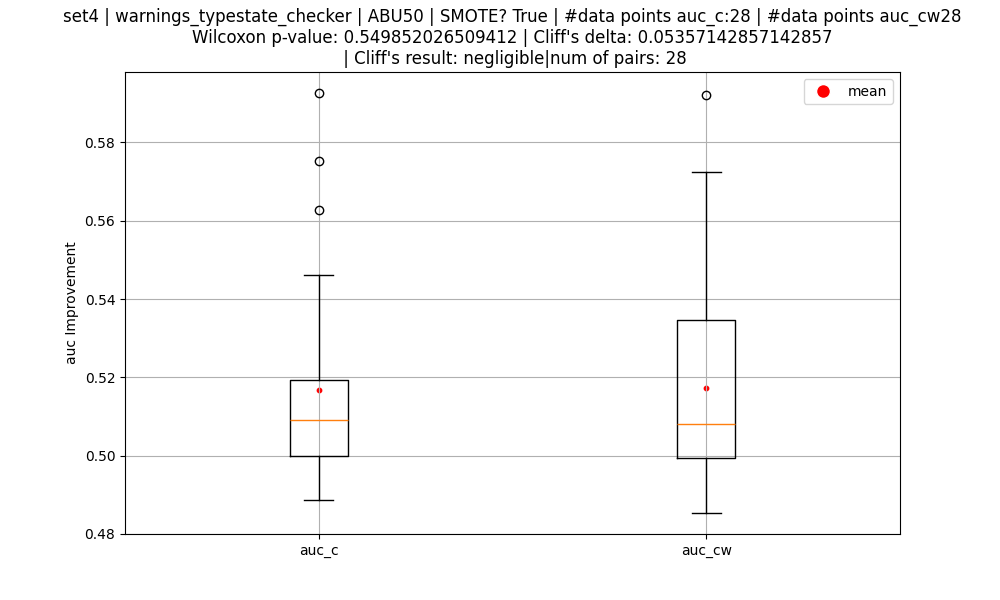 set4 | warnings_typestate_checker | ABU50 | SMOTE? True | #data points auc_c:28 | #data points auc_cw28
Wilcoxon p-value: 0.549852026509412 | Cliff's delta: 0.05357142857142857
| Cliff's result: negligible|num of pairs: 28
mean
0.58
0.56
0.54
0.52
0.50
0.48
auc Improvement
auc_c
auc_cw